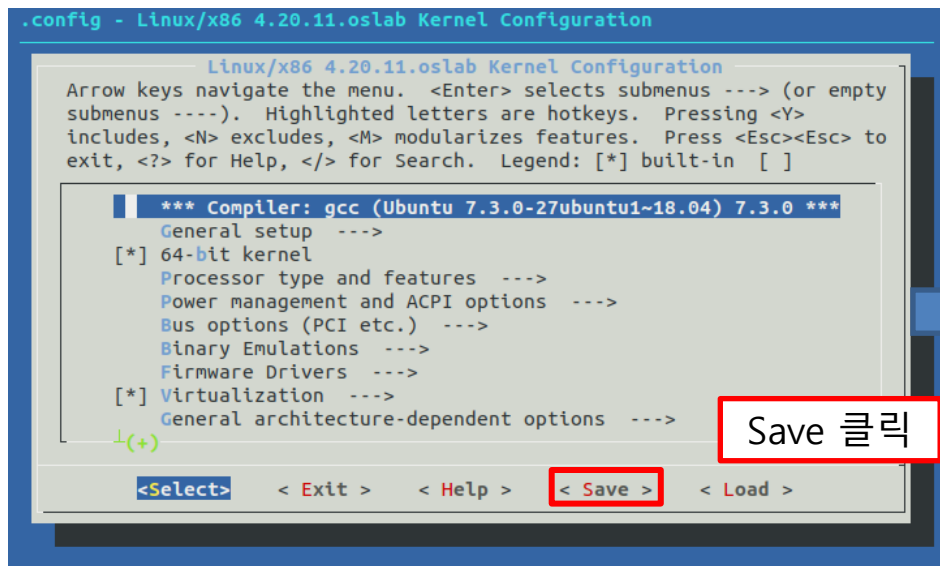 .config - Linux/x86 4.20.11.oslab Kernel Configuration
Linux/x86 4.20.11.oslab Kernel Configuration
Arrow keys navigate the menu.  <Enter> selects submenus ---> (or empty
submenus ----).  Highlighted letters are hotkeys.  Pressing <Y>
includes, <N> excludes, <M> modularizes features.  Press <Esc><Esc> to
exit, <?> for Help, </> for Search.  Legend: [*] built-in  [ ]
*** Compiler: gcc (Ubuntu 7.3.0-27ubuntu1~18.04) 7.3.0 ***
General setup  --->
[*] 64-bit kernel
Processor type and features  --->
Power management and ACPI options  --->
Bus options (PCI etc.)  --->
Binary Emulations  --->
Firmware Drivers  --->
[*] Virtualization  --->
General architecture-dependent options  --->
┴(+)
Save 클릭
<Select>    < Exit >    < Help >    < Save >    < Load >